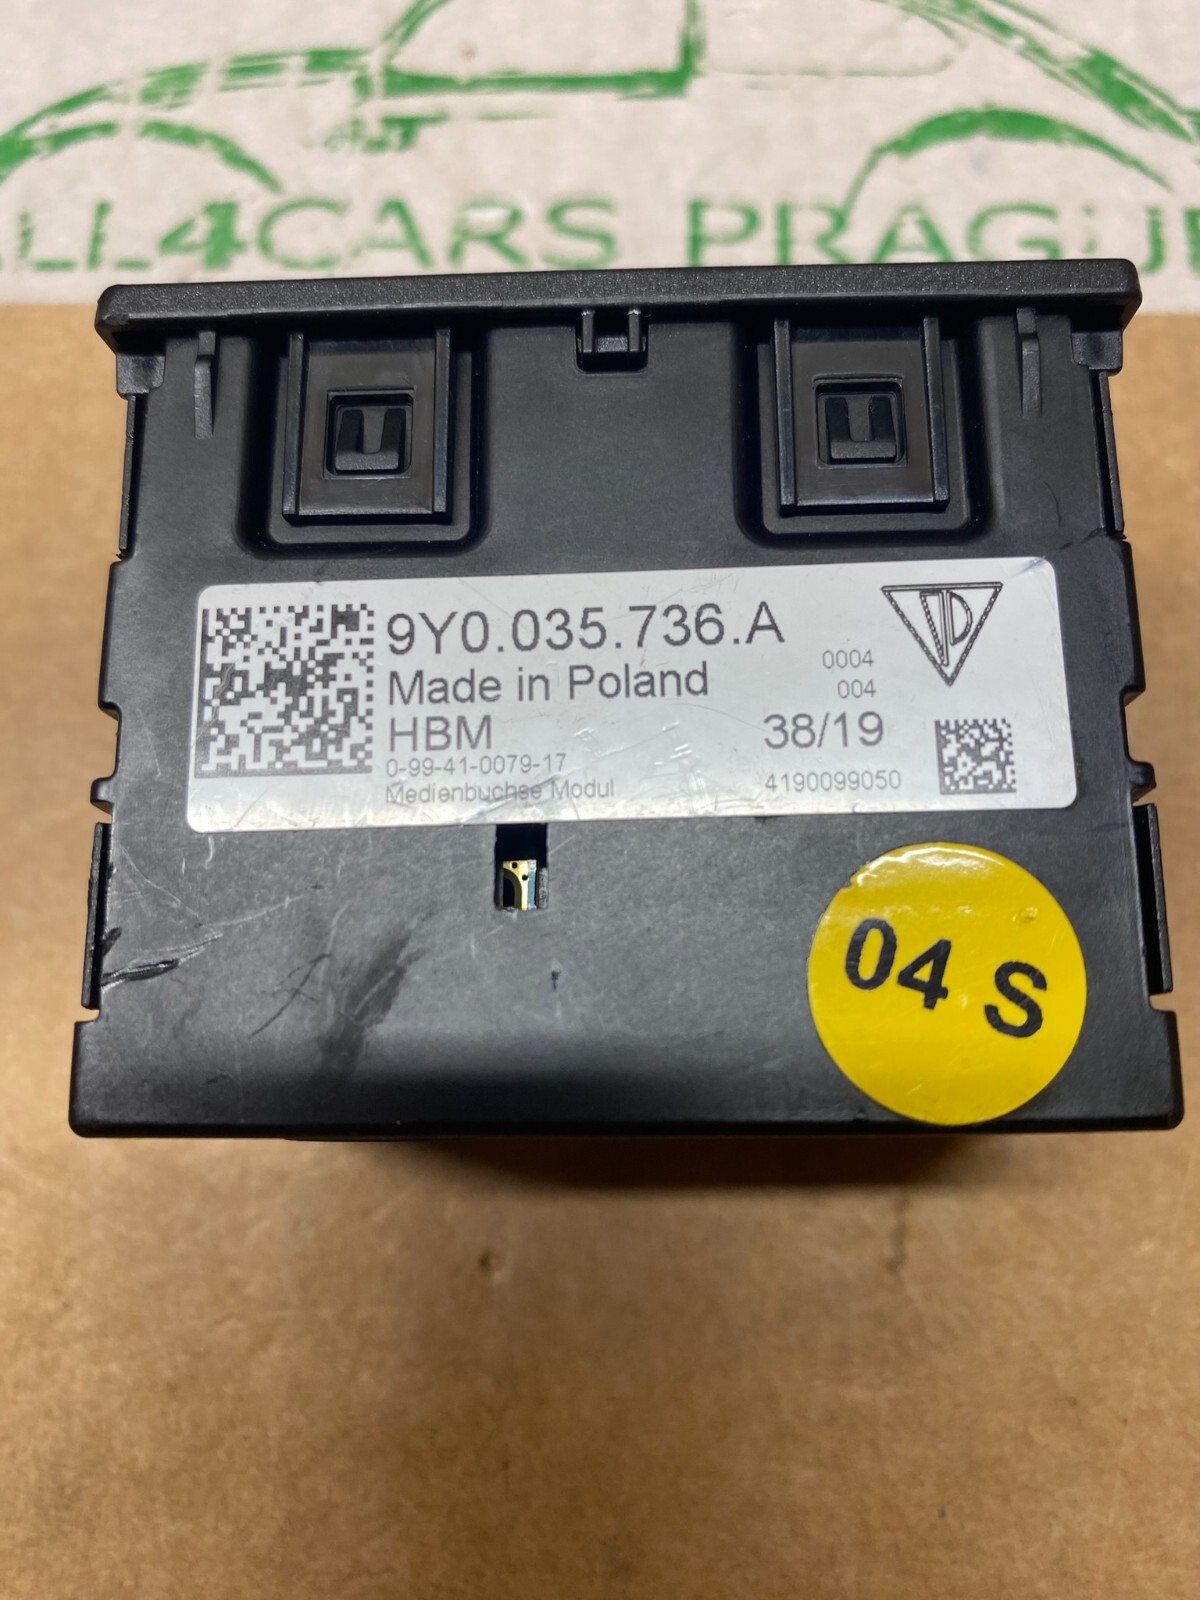 ALL4CARS PRAGUE
9Y0.035.736.A
Made in Poland
0004
004
HBM
38/19
0-99-41-0079-17
Medienbuchse Modul
4190099050
04 S